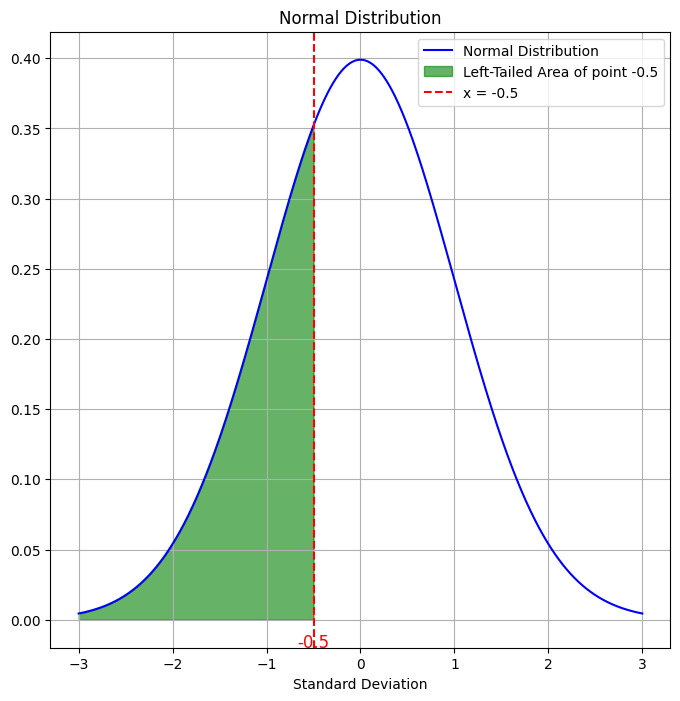 Normal Distribution
Normal Distribution
Left-Tailed Area of point -0.5
x = -0.5
0.40
0.35
0.30
0.25
0.20
0.15
0.10
0.05
0.00
-0.5
−3 −2 −1 0 1 2 3
Standard Deviation